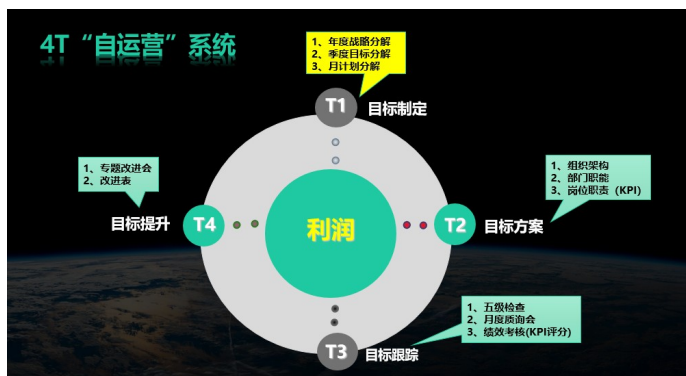 4T“自运营”系统
1、年度战略分解
2、季度目标分解
3、月计划分解
T1
目标制定
1、专题改进会
2、改进表
1、组织架构
2、部门职能
3、岗位职责（KPI）
目标提升
T4
利润
T2
目标方案
1、五级检查
2、月度质询会
3、绩效考核(KPI评分)
T3
目标跟踪